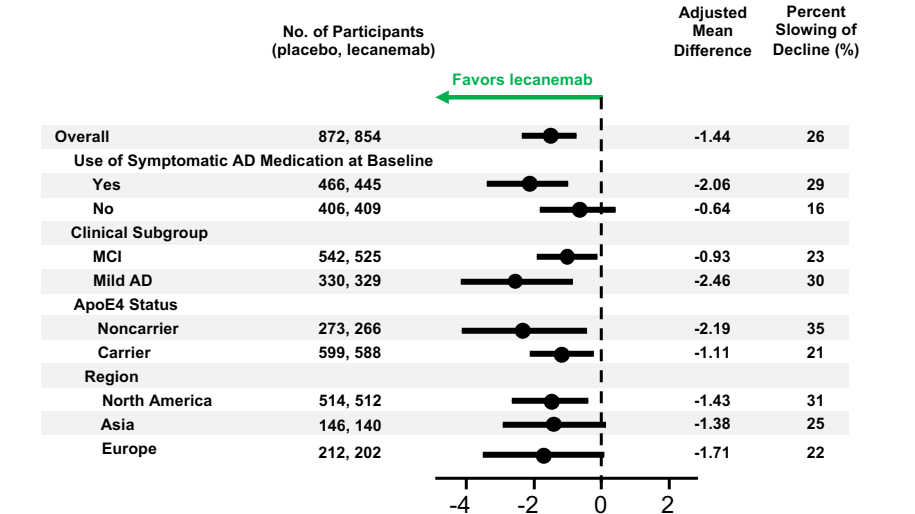 No. of Participants
(placebo, lecanemab)
Adjusted
Mean
Difference
Percent
Slowing of
Decline (%)
Favors lecanemab
Overall 872, 854 -1.44 26
Use of Symptomatic AD Medication at Baseline
Yes 466, 445 -2.06 29
No 406, 409 -0.64 16
Clinical Subgroup
MCI 542, 525 -0.93 23
Mild AD 330, 329 -2.46 30
ApoE4 Status
Noncarrier 273, 266 -2.19 35
Carrier 599, 588 -1.11 21
Region
North America 514, 512 -1.43 31
Asia 146, 140 -1.38 25
Europe 212, 202 -1.71 22
-4 -2 0 2